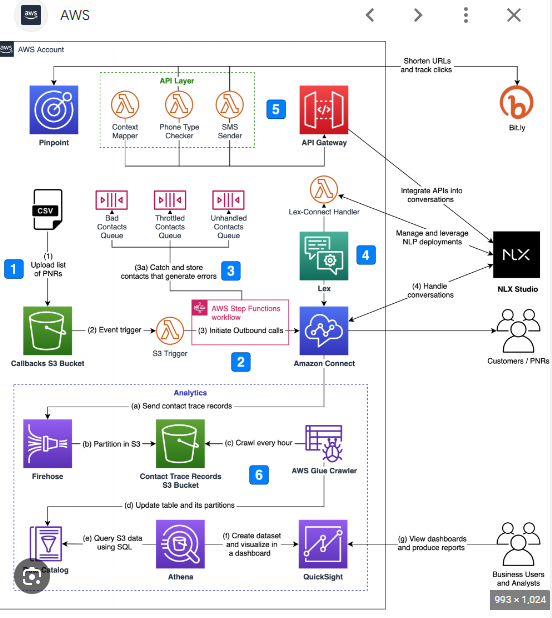 aws
AWS
aws
AWS Account
Shorten URLs
and track clicks
API Layer
Pinpoint
Context
Mapper
Phone Type
Checker
SMS
Sender
5
API Gateway
Bit.ly
CSV
Bad
Contacts
Queue
Throttled
Contacts
Queue
Unhandled
Contacts
Queue
Lex-Connect Handler
Integrate APIs into
conversations
Manage and leverage
NLP deployments
NLX
NLX Studio
1
(1)
Upload list
of PNRs
(3a) Catch and store
contacts that generate errors
3
Lex
4
(4) Handle
conversations
AWS Step Functions
workflow
(2) Event trigger
(3) Initiate Outbound calls
S3 Trigger
2
Callbacks S3 Bucket
Amazon Connect
Customers / PNRs
Analytics
(a) Send contact trace records
(b) Partition in S3
(c) Crawl every hour
Firehose
Contact Trace Records
S3 Bucket
6
AWS Glue Crawler
(d) Update table and its partitions
(e) Query S3 data
using SQL
(f) Create dataset
and visualize in
a dashboard
(g) View dashboards
and produce reports
Catalog
Athena
QuickSight
Business Users
and Analysts
993 × 1,024